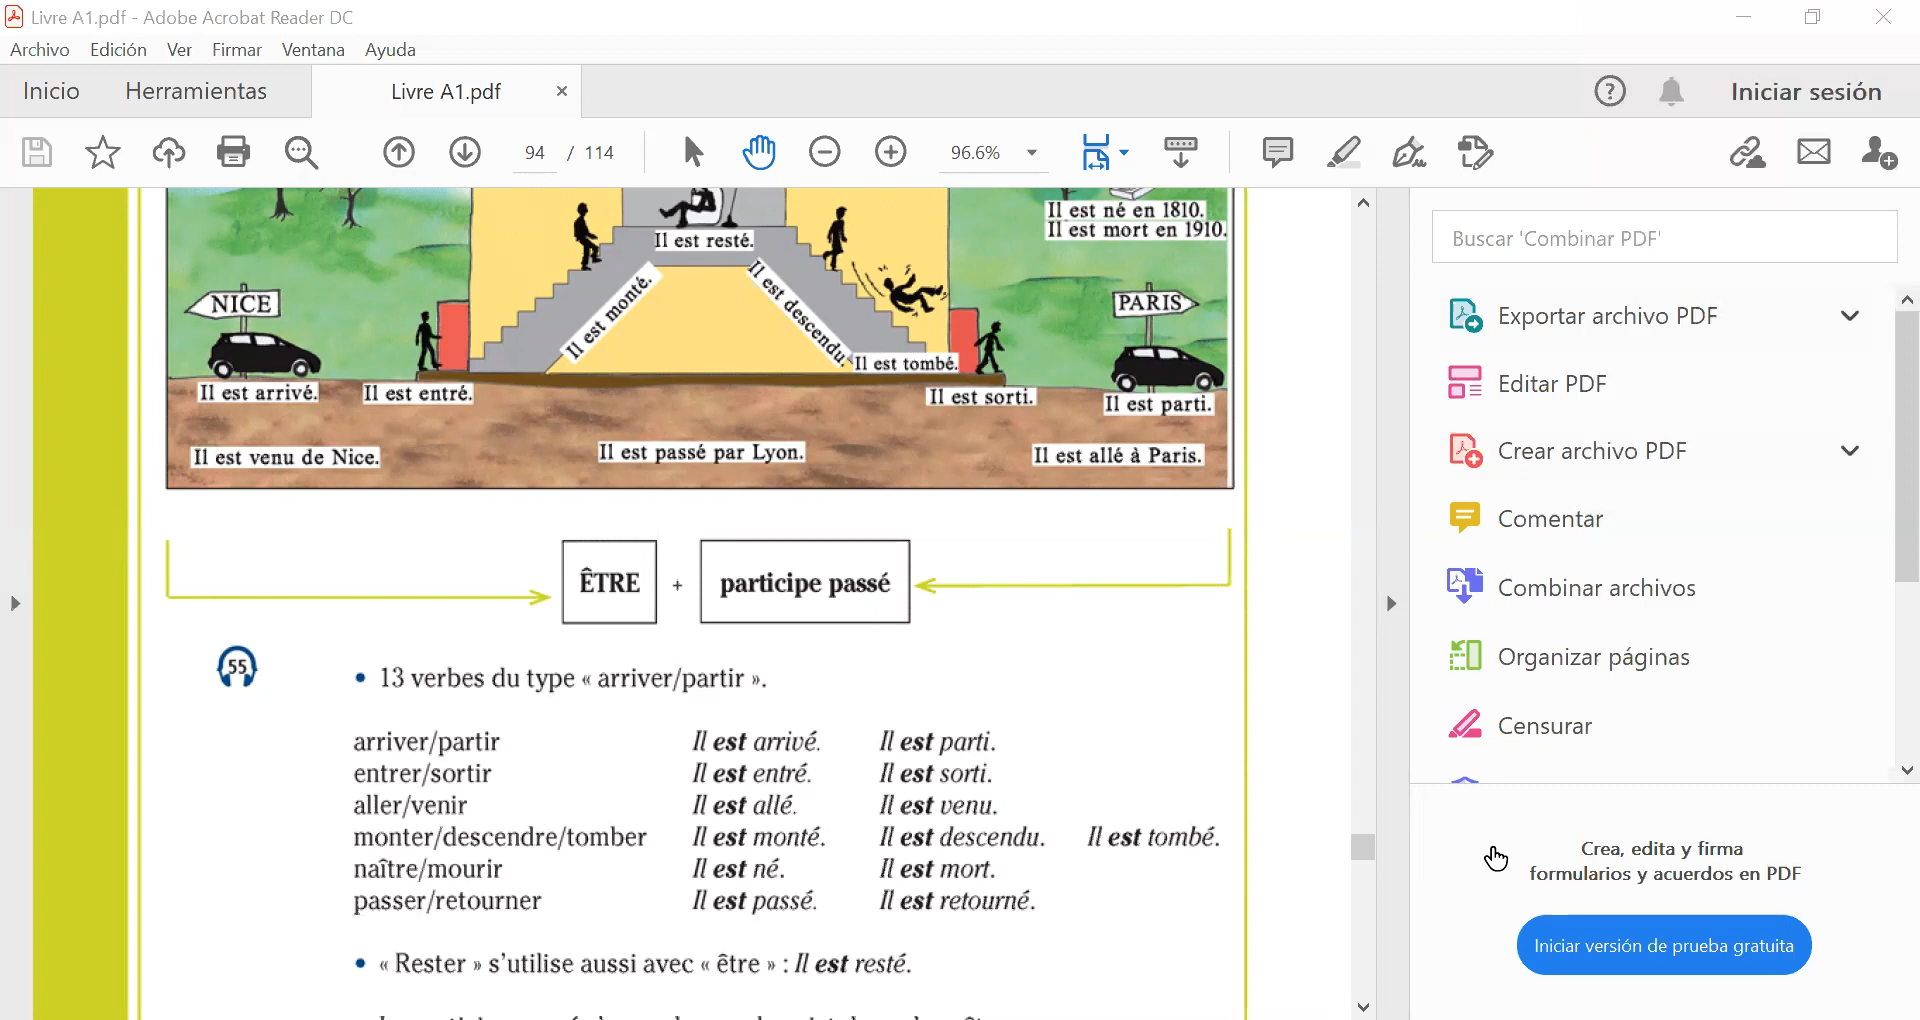 Livre A1.pdf - Adobe Acrobat Reader DC
Archivo Edición Ver Firmar Ventana Ayuda
Inicio Herramientas Livre A1.pdf × Iniciar sesión
94 / 114 96.6%
Il est né en 1810.
Il est mort en 1910.
Il est resté.
Il est monté.
Il est descendu.
NICE
PARIS
Il est tombé.
Il est arrivé.
Il est entré.
Il est sorti.
Il est parti.
Il est venu de Nice.
Il est passé par Lyon.
Il est allé à Paris.
ÊTRE + participe passé
55
• 13 verbes du type « arriver/partir ».
arriver/partir Il est arrivé. Il est parti.
entrer/sortir Il est entré. Il est sorti.
aller/venir Il est allé. Il est venu.
monter/descendre/tomber Il est monté. Il est descendu. Il est tombé.
naître/mourir Il est né. Il est mort.
passer/retourner Il est passé. Il est retourné.
• « Rester » s'utilise aussi avec « être » : Il est resté.
Buscar 'Combinar PDF'
Exportar archivo PDF
Editar PDF
Crear archivo PDF
Comentar
Combinar archivos
Organizar páginas
Censurar
Crea, edita y firma
formularios y acuerdos en PDF
Iniciar versión de prueba gratuita